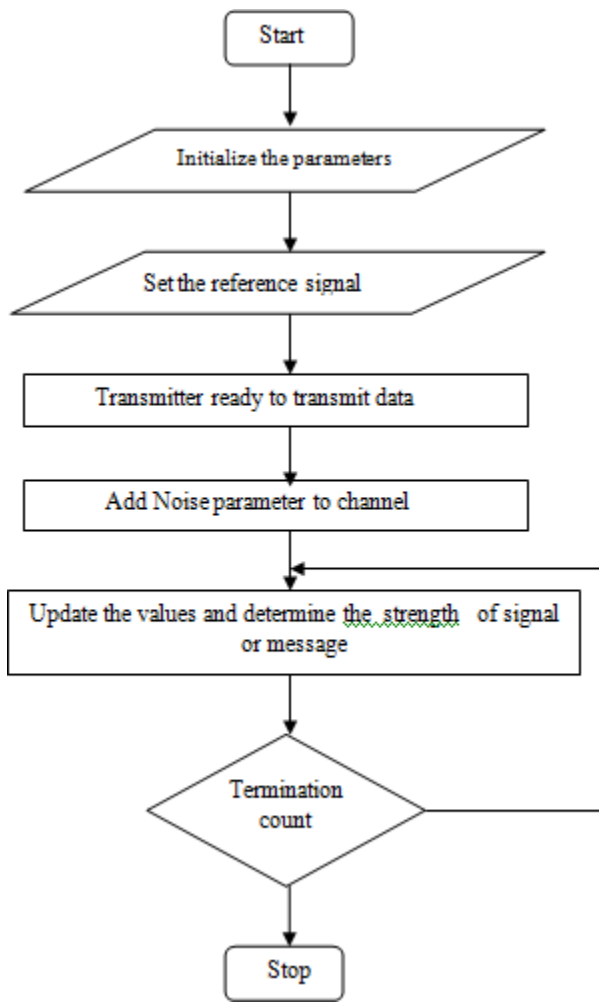 Start
Initialize the parameters
Set the reference signal
Transmitter ready to transmit data
Add Noise parameter to channel
Update the values and determine the strength of signal
or message
Termination
count
Stop